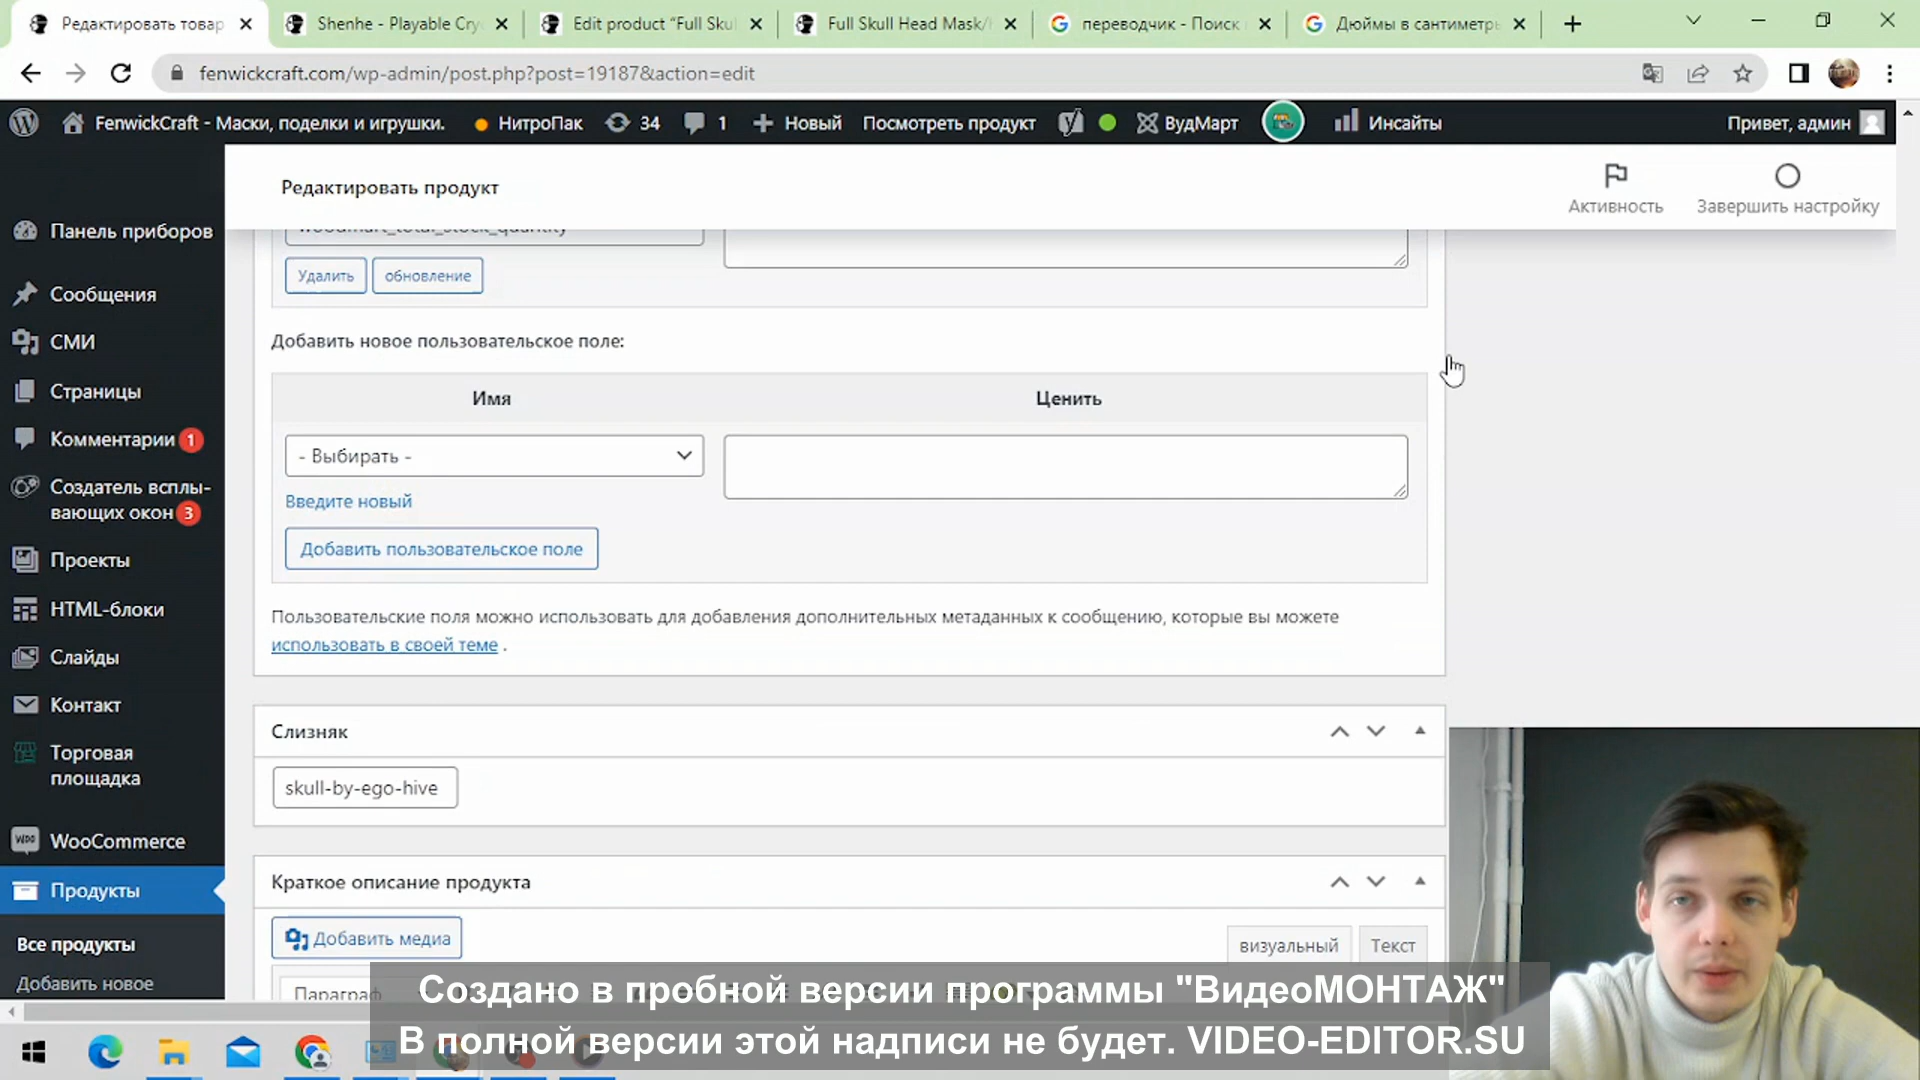 Редактировать товар
Shenhe - Playable Cry
Edit product “Full Sku
Full Skull Head Mask/
переводчик - Поиск
Дюймы в сантиметры
fenwickcraft.com/wp-admin/post.php?post=19187&action=edit
FenwickCraft - Маски, поделки и игрушки.
НитроПак
34
1
Новый
Посмотреть продукт
ВудМарт
Инсайты
Привет, админ
Редактировать продукт
Активность
Завершить настройку
Панель приборов
Сообщения
СМИ
Страницы
Комментарии 1
Создатель всплы-
вающих окон 3
Проекты
HTML-блоки
Слайды
Контакт
Торговая
площадка
WooCommerce
Продукты
Все продукты
Добавить новое
woodmart_total_stock_quantity
Удалить
обновление
Добавить новое пользовательское поле:
Имя
Ценить
- Выбирать -
Введите новый
Добавить пользовательское поле
Пользовательские поля можно использовать для добавления дополнительных метаданных к сообщению, которые вы можете
использовать в своей теме .
Слизняк
skull-by-ego-hive
Краткое описание продукта
Добавить медиа
визуальный
Текст
Параграф
Создано в пробной версии программы "ВидеоМОНТАЖ"
В полной версии этой надписи не будет. VIDEO-EDITOR.SU